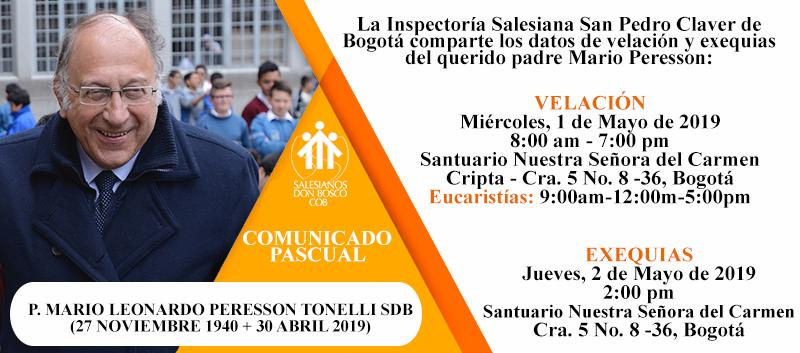 La Inspectoría Salesiana San Pedro Claver de
Bogotá comparte los datos de velación y exequias
del querido padre Mario Peresson:
VELACIÓN
Miércoles, 1 de Mayo de 2019
8:00 am - 7:00 pm
Santuario Nuestra Señora del Carmen
Cripta - Cra. 5 No. 8 -36, Bogotá
Eucaristías: 9:00am-12:00m-5:00pm
EXEQUIAS
Jueves, 2 de Mayo de 2019
2:00 pm
Santuario Nuestra Señora del Carmen
Cra. 5 No. 8 -36, Bogotá
SALESIANOS
DON BOSCO
COB
COMUNICADO
PASCUAL
P. MARIO LEONARDO PERESSON TONELLI SDB
(27 NOVIEMBRE 1940 + 30 ABRIL 2019)